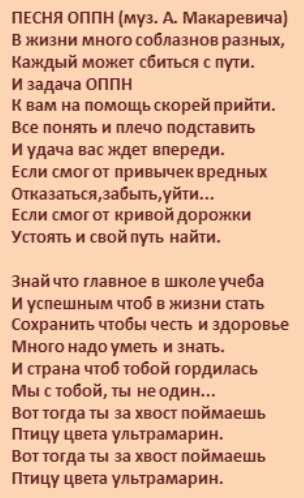 ПЕСНЯ ОППН (муз. А. Макаревича)
В жизни много соблазнов разных,
Каждый может сбиться с пути.
И задача ОППН
К вам на помощь скорей прийти.
Все понять и плечо подставить
И удача вас ждет впереди.
Если смог от привычек вредных
Отказаться,забыть,уйти...
Если смог от кривой дорожки
Устоять и свой путь найти.
Знай что главное в школе учеба
И успешным чтоб в жизни стать
Сохранить чтобы честь и здоровье
Много надо уметь и знать.
И страна чтоб тобой гордилась
Мы с тобой, ты не один...
Вот тогда ты за хвост поймаешь
Птицу цвета ультрамарин.
Вот тогда ты за хвост поймаешь
Птицу цвета ультрамарин.